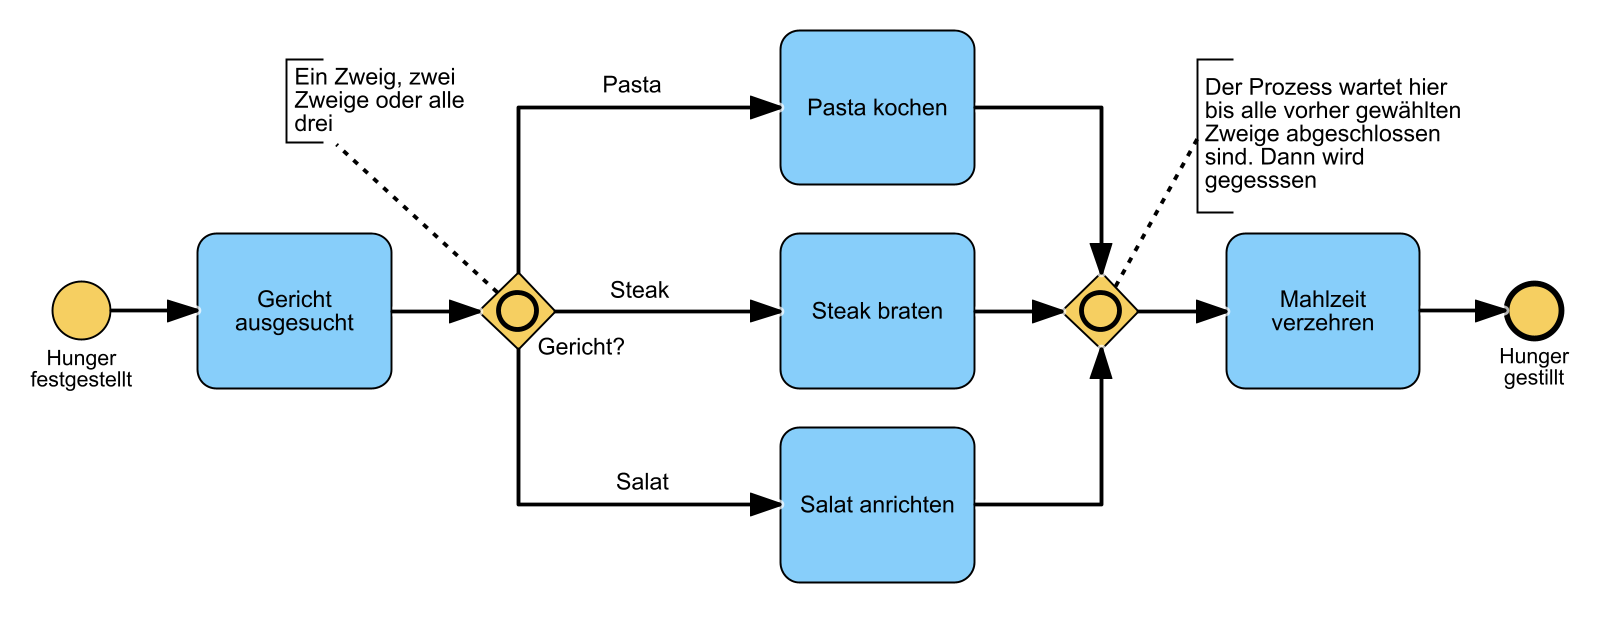 Hunger
festgestellt
Gericht
ausgesucht
Ein Zweig, zwei
Zweige oder alle
drei
Gericht?
Pasta
Pasta kochen
Steak
Steak braten
Salat
Salat anrichten
Der Prozess wartet hier
bis alle vorher gewählten
Zweige abgeschlossen
sind. Dann wird
gegesssen
Mahlzeit
verzehren
Hunger
gestillt